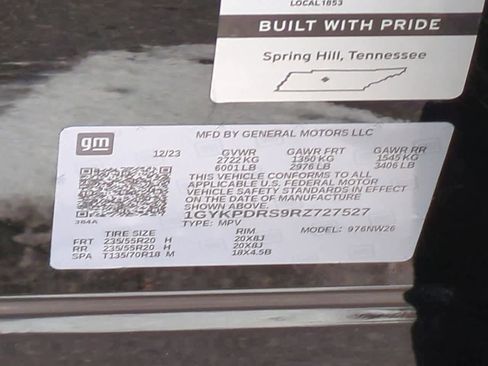 LOCAL 1853
BUILT WITH PRIDE
Spring Hill, Tennessee
gm
MFD BY GENERAL MOTORS LLC
12/23 GVWR GAWR FRT GAWR RR
2722 KG 1350 KG 1545 KG
6001 LB 2976 LB 3406 LB
THIS VEHICLE CONFORMS TO ALL
APPLICABLE U.S. FEDERAL MOTOR
VEHICLE SAFETY STANDARDS IN EFFECT
ON THE DATE OF MANUFACTURE
SHOWN ABOVE.
384A
1GYKPDRS9RZ727527
TYPE: MPV MODEL: 976NW26
TIRE SIZE RIM
FRT 235/55R20 H 20X8J
RR 235/55R20 H 20X8J
SPA T135/70R18 M 18X4.5B